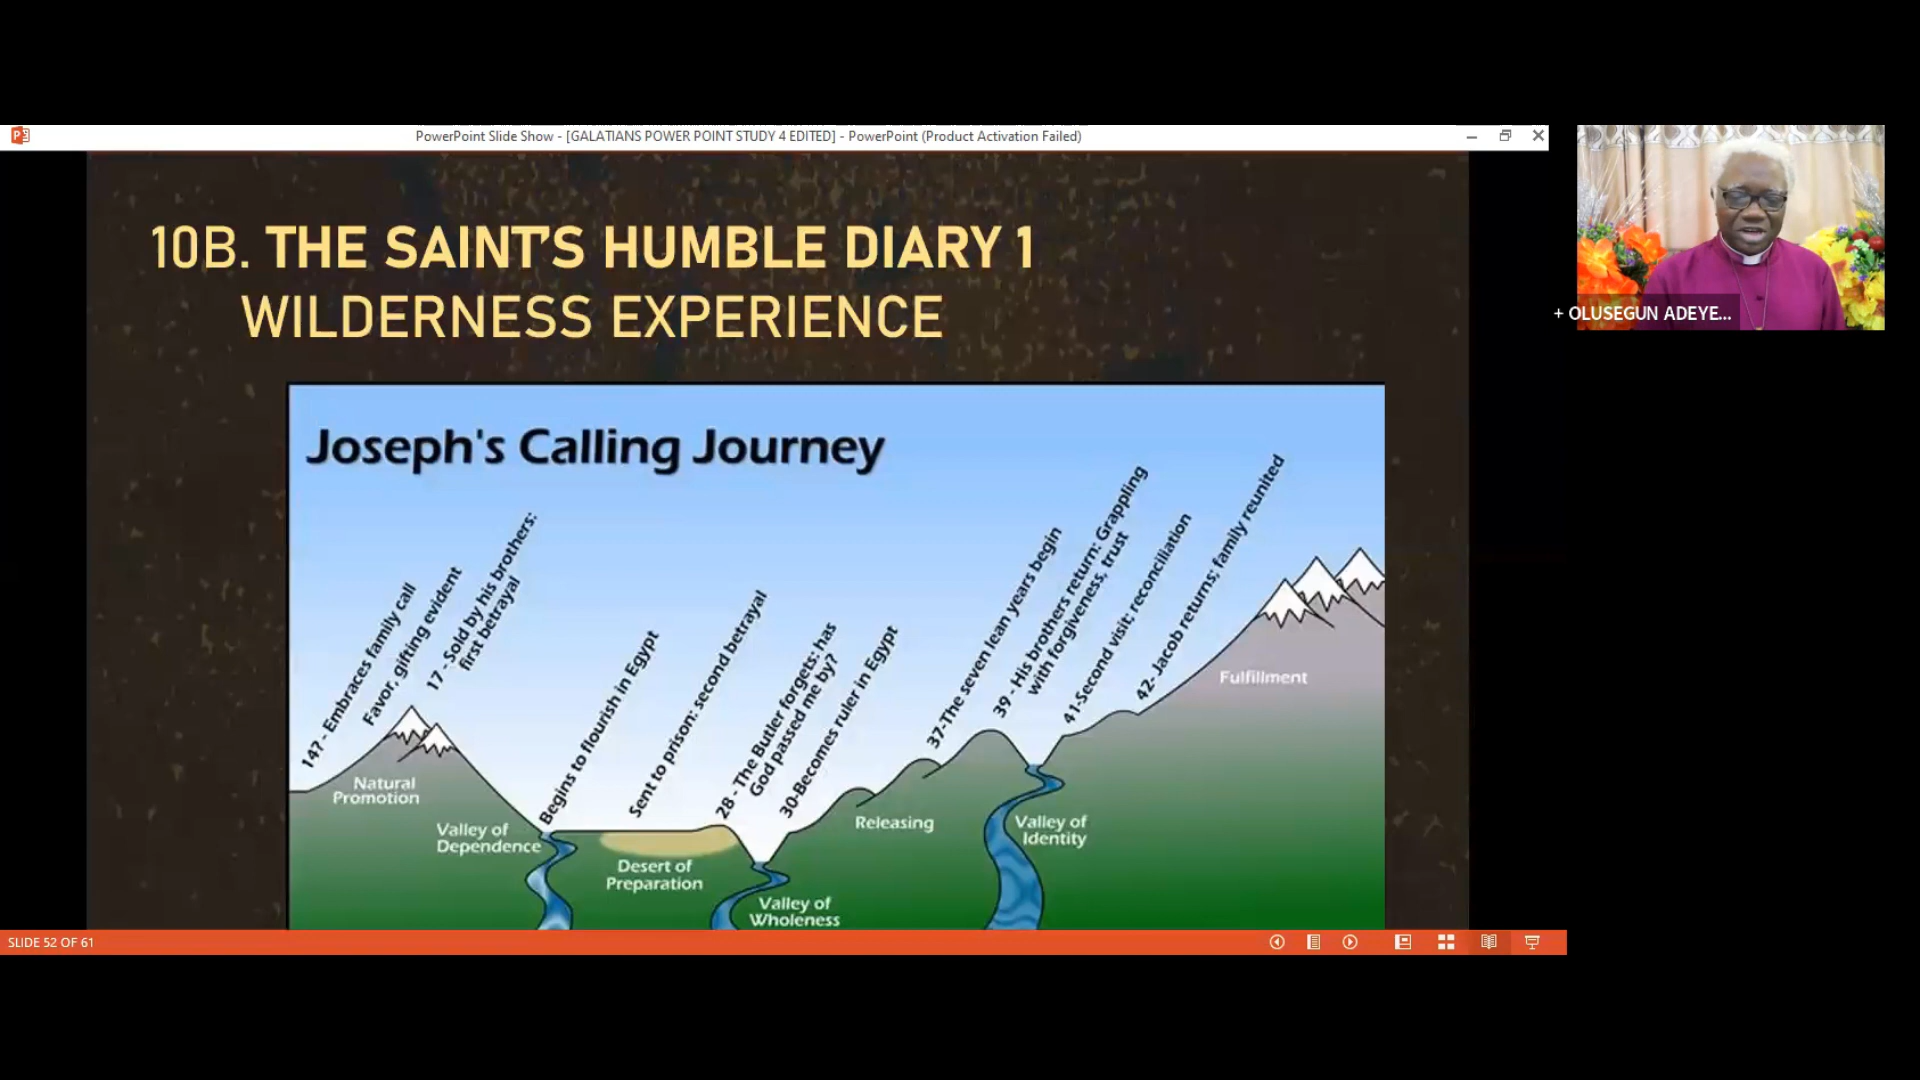 PowerPoint Slide Show - [GALATIANS POWER POINT STUDY 4 EDITED] - PowerPoint (Product Activation Failed)
10B. THE SAINT'S HUMBLE DIARY 1
WILDERNESS EXPERIENCE
+ OLUSEGUN ADEYE...
Joseph's Calling Journey
14? - Embraces family call
Favor, gifting evident
17 - Sold by his brothers:
first betrayal
Begins to flourish in Egypt
Sent to prison: second betrayal
28 - The Butler forgets: has
God passed me by?
30-Becomes ruler in Egypt
37-The seven lean years begin
39 - His brothers return: Grappling
with forgiveness, trust
41-Second visit; reconciliation
42- Jacob returns; family reunited
Natural
Promotion
Valley of
Dependence
Desert of
Preparation
Valley of
Wholeness
Releasing
Valley of
Identity
Fulfillment
SLIDE 52 OF 61